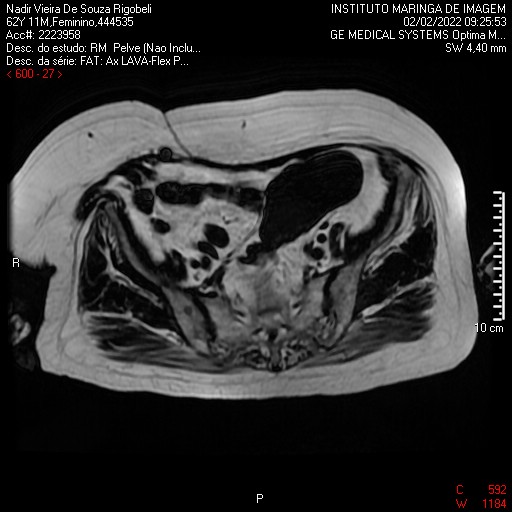 Nadir Vieira De Souza Rigobeli
62Y 11M,Feminino,444535
Acc#: 2223958
Desc. do estudo: RM  Pelve (Nao Inclu...
Desc. da série: FAT: Ax LAVA-Flex P...
< 600 - 27 >
INSTITUTO MARINGA DE IMAGEM
02/02/2022 09:25:53
GE MEDICAL SYSTEMS Optima M...
SW 4,40 mm
R
10 cm
P
C 592
W 1184